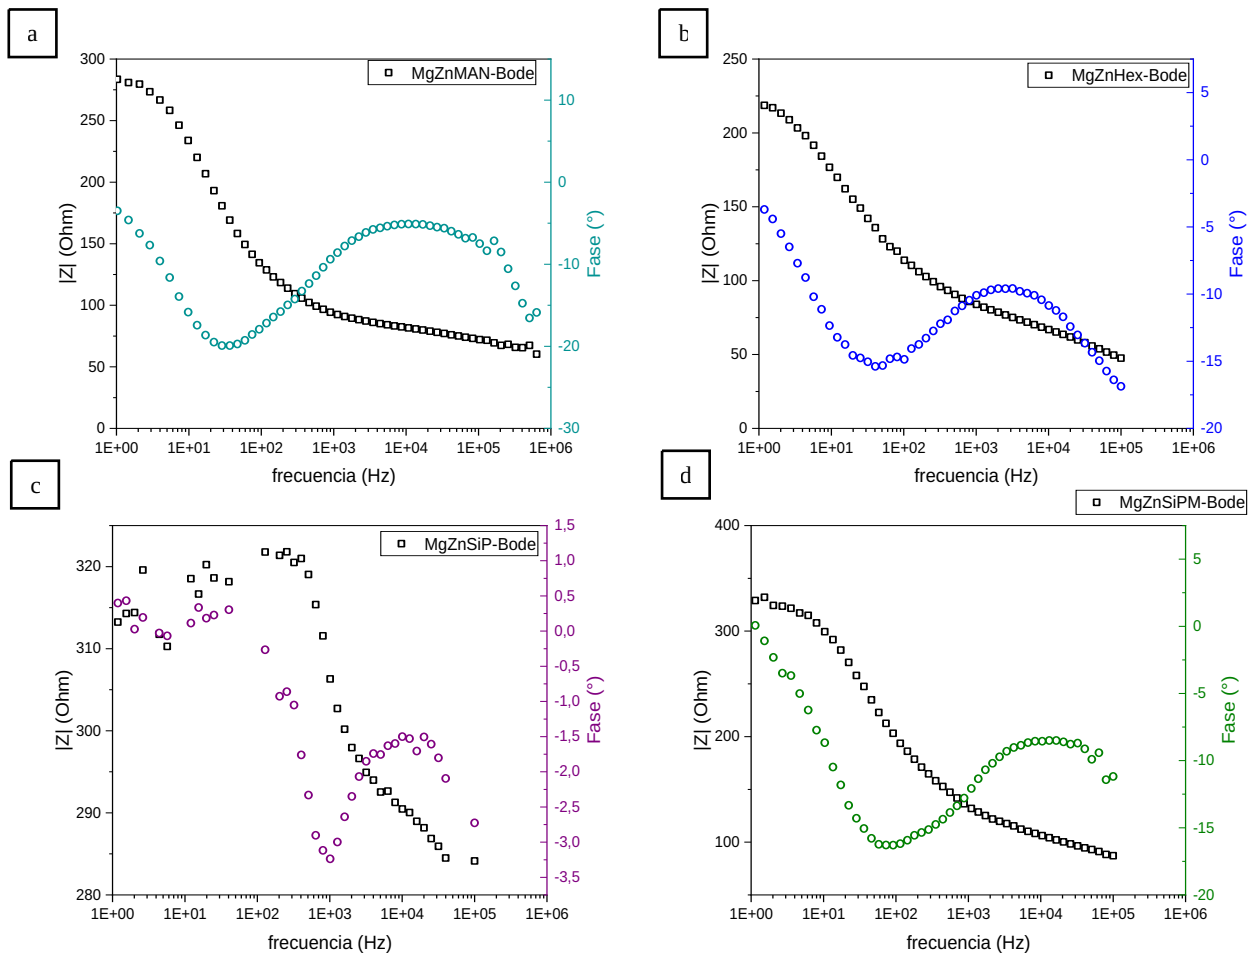 a
MgZnMAN-Bode
300
250
200
150
100
50
0
|Z| (Ohm)
10
0
-10
-20
-30
Fase (°)
1E+00 1E+01 1E+02 1E+03 1E+04 1E+05 1E+06
frecuencia (Hz)
b
MgZnHex-Bode
250
200
150
100
50
0
|Z| (Ohm)
5
0
-5
-10
-15
-20
Fase (°)
1E+00 1E+01 1E+02 1E+03 1E+04 1E+05 1E+06
frecuencia (Hz)
c
MgZnSiP-Bode
320
310
300
290
280
|Z| (Ohm)
1,5
1,0
0,5
0,0
-0,5
-1,0
-1,5
-2,0
-2,5
-3,0
-3,5
Fase (°)
1E+00 1E+01 1E+02 1E+03 1E+04 1E+05 1E+06
frecuencia (Hz)
d
MgZnSiPM-Bode
400
300
200
100
|Z| (Ohm)
5
0
-5
-10
-15
-20
Fase (°)
1E+00 1E+01 1E+02 1E+03 1E+04 1E+05 1E+06
frecuencia (Hz)